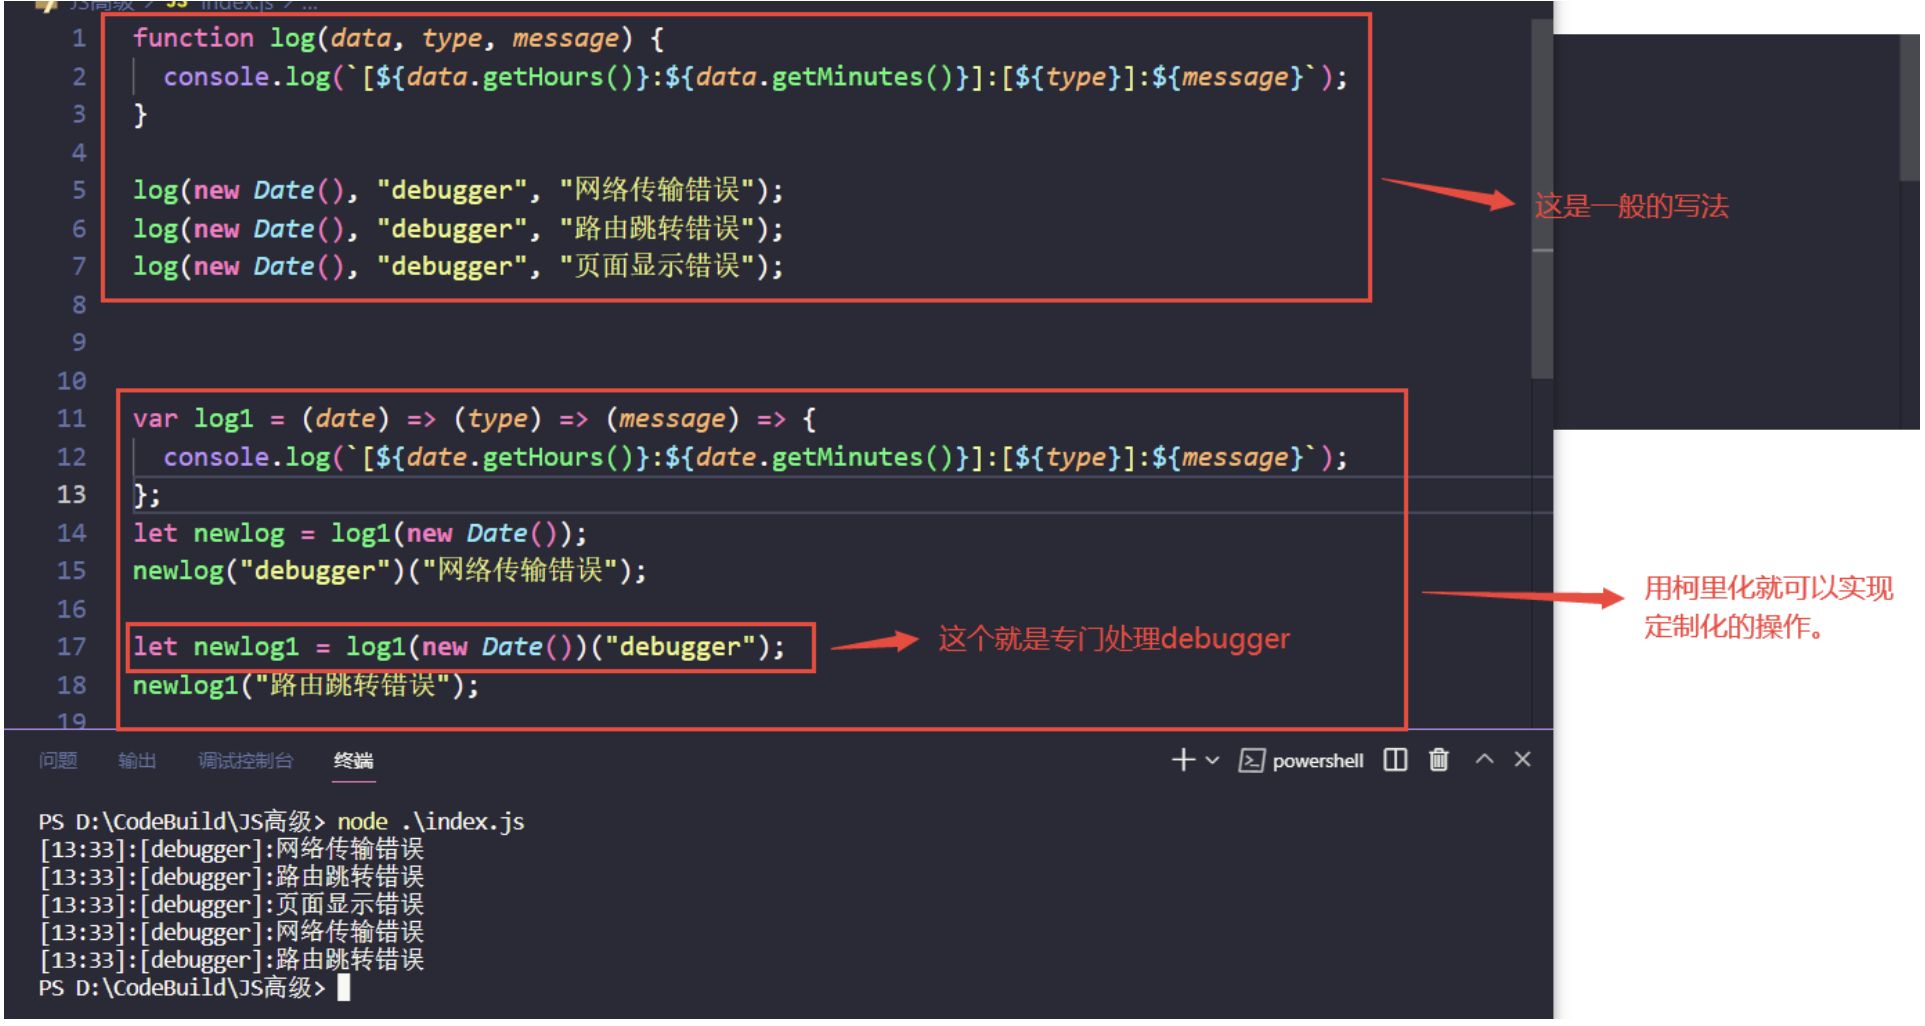 JS高级 > JS index.js > ...
1 function log(data, type, message) {
2 console.log(`[${data.getHours()}:${data.getMinutes()}]:[${type}]:${message}`);
3 }
4
5 log(new Date(), "debugger", "网络传输错误");
6 log(new Date(), "debugger", "路由跳转错误");
7 log(new Date(), "debugger", "页面显示错误");
这是一般的写法
8
9
10
11 var log1 = (date) => (type) => (message) => {
12 console.log(`[${date.getHours()}:${date.getMinutes()}]:[${type}]:${message}`);
13 };
14 let newlog = log1(new Date());
15 newlog("debugger")("网络传输错误");
16
用柯里化就可以实现
定制化的操作。
17 let newlog1 = log1(new Date())("debugger");
这个就是专门处理debugger
18 newlog1("路由跳转错误");
19
问题 输出 调试控制台 终端
powershell
PS D:\CodeBuild\JS高级> node .\index.js
[13:33]:[debugger]:网络传输错误
[13:33]:[debugger]:路由跳转错误
[13:33]:[debugger]:页面显示错误
[13:33]:[debugger]:网络传输错误
[13:33]:[debugger]:路由跳转错误
PS D:\CodeBuild\JS高级>